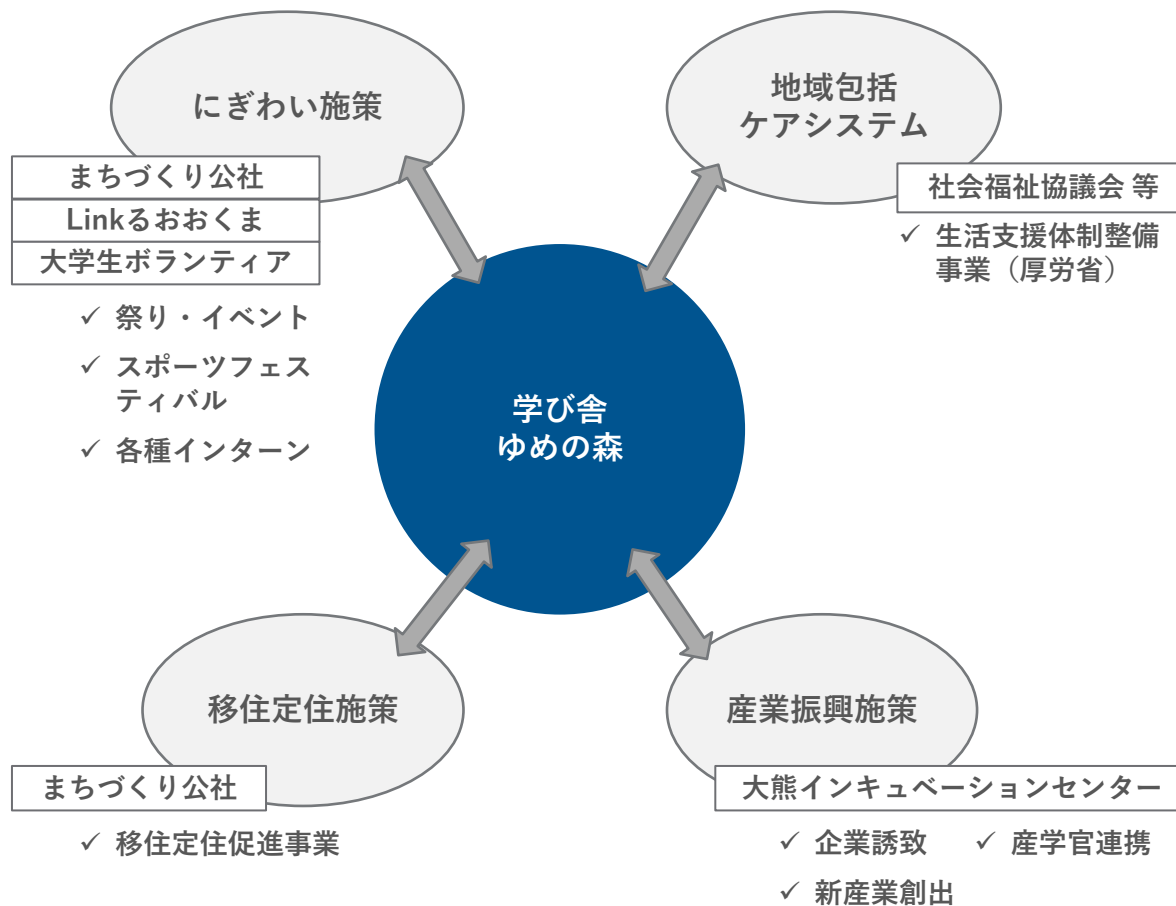 にぎわい施策
まちづくり公社
Linkるおおくま
大学生ボランティア
✓ 祭り・イベント
✓ スポーツフェス
ティバル
✓ 各種インターン
地域包括
ケアシステム
社会福祉協議会 等
✓ 生活支援体制整備
事業（厚労省）
学び舎
ゆめの森
移住定住施策
まちづくり公社
✓ 移住定住促進事業
産業振興施策
大熊インキュベーションセンター
✓ 企業誘致 ✓ 産学官連携
✓ 新産業創出